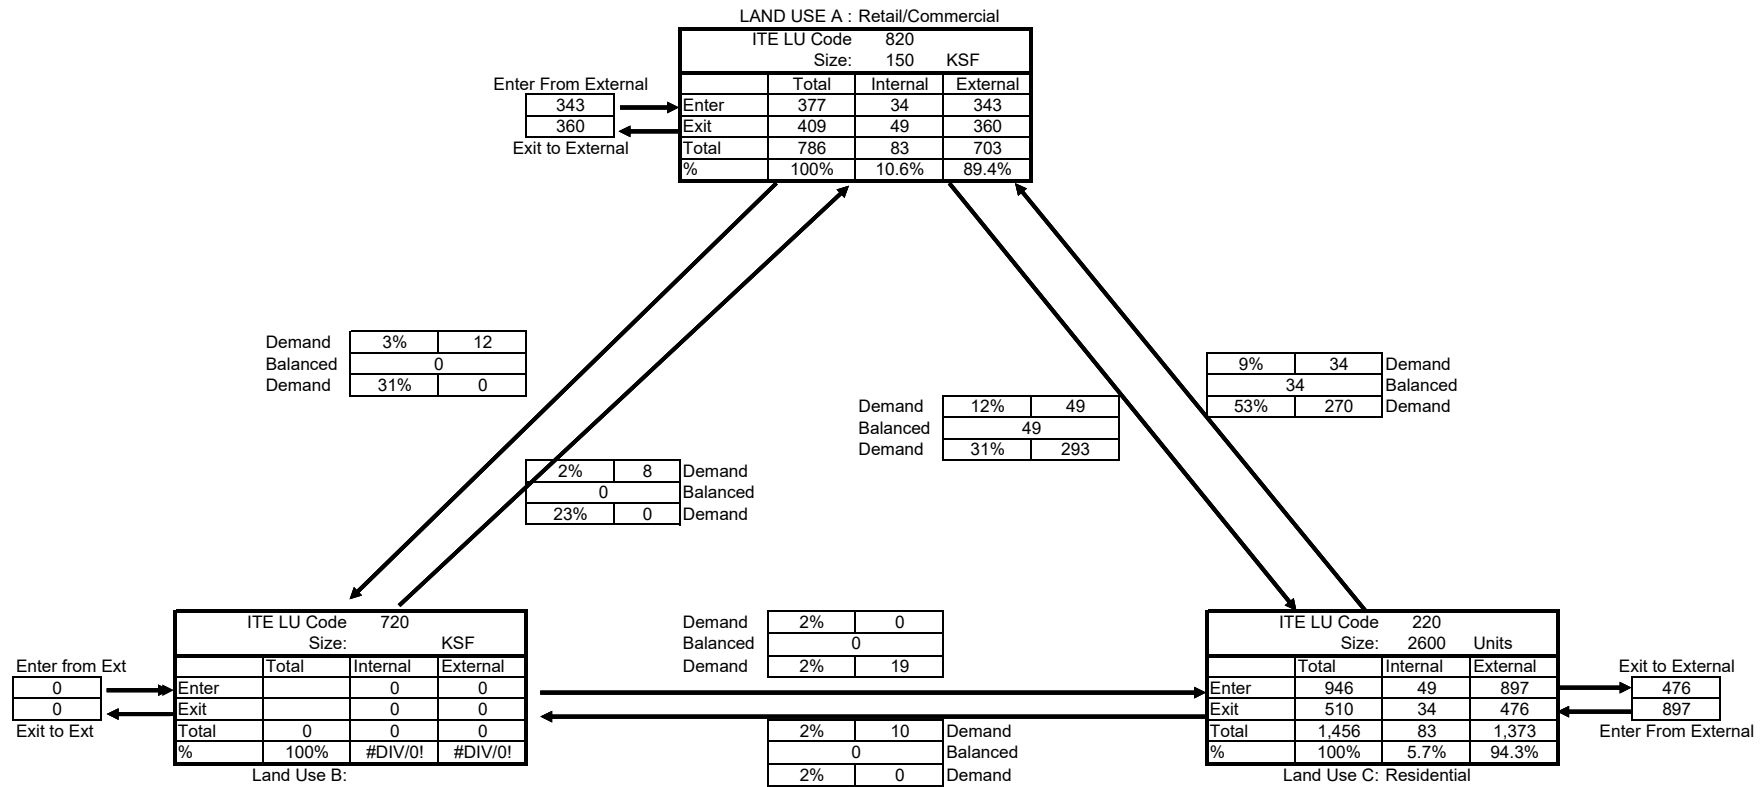 LAND USE A : Retail/Commercial
ITE LU Code 820
Size: 150 KSF
Enter From External
Total Internal External
343 Enter 377 34 343
360 Exit 409 49 360
Exit to External
Total 786 83 703
% 100% 10.6% 89.4%
Demand 3% 12
Balanced 0
Demand 31% 0
9% 34 Demand
34 Balanced
53% 270 Demand
Demand 12% 49
Balanced 49
Demand 31% 293
2% 8 Demand
0 Balanced
23% 0 Demand
ITE LU Code 720
Size: KSF
Enter from Ext
Total Internal External
0 Enter 0 0
0 Exit 0 0
Exit to Ext
Total 0 0 0
% 100% #DIV/0! #DIV/0!
Land Use B:
Demand 2% 0
Balanced 0
Demand 2% 19
2% 10 Demand
0 Balanced
2% 0 Demand
ITE LU Code 220
Size: 2600 Units
Total Internal External
Exit to External
Enter 946 49 897 476
Exit 510 34 476 897
Total 1,456 83 1,373
Enter From External
% 100% 5.7% 94.3%
Land Use C: Residential